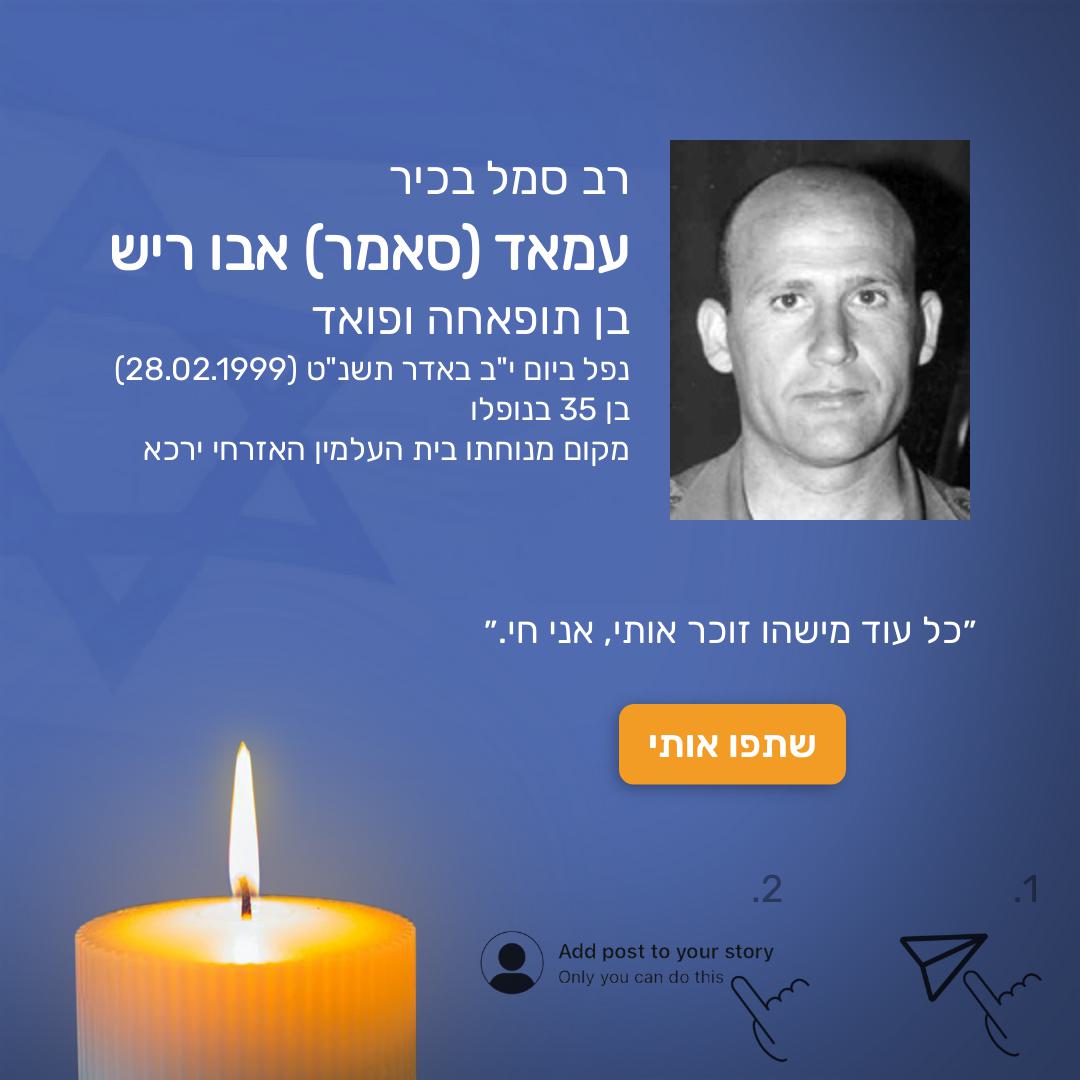 רב סמל בכיר
עמאד (סאמר) אבו ריש
בן תופאחה ופואד
נפל ביום י"ב באדר תשנ"ט (28.02.1999)
בן 35 בנופלו
מקום מנוחתו בית העלמין האזרחי ירכא
״כל עוד מישהו זוכר אותי, אני חי.״
שתפו אותי
1.
2.
Add post to your story
Only you can do this